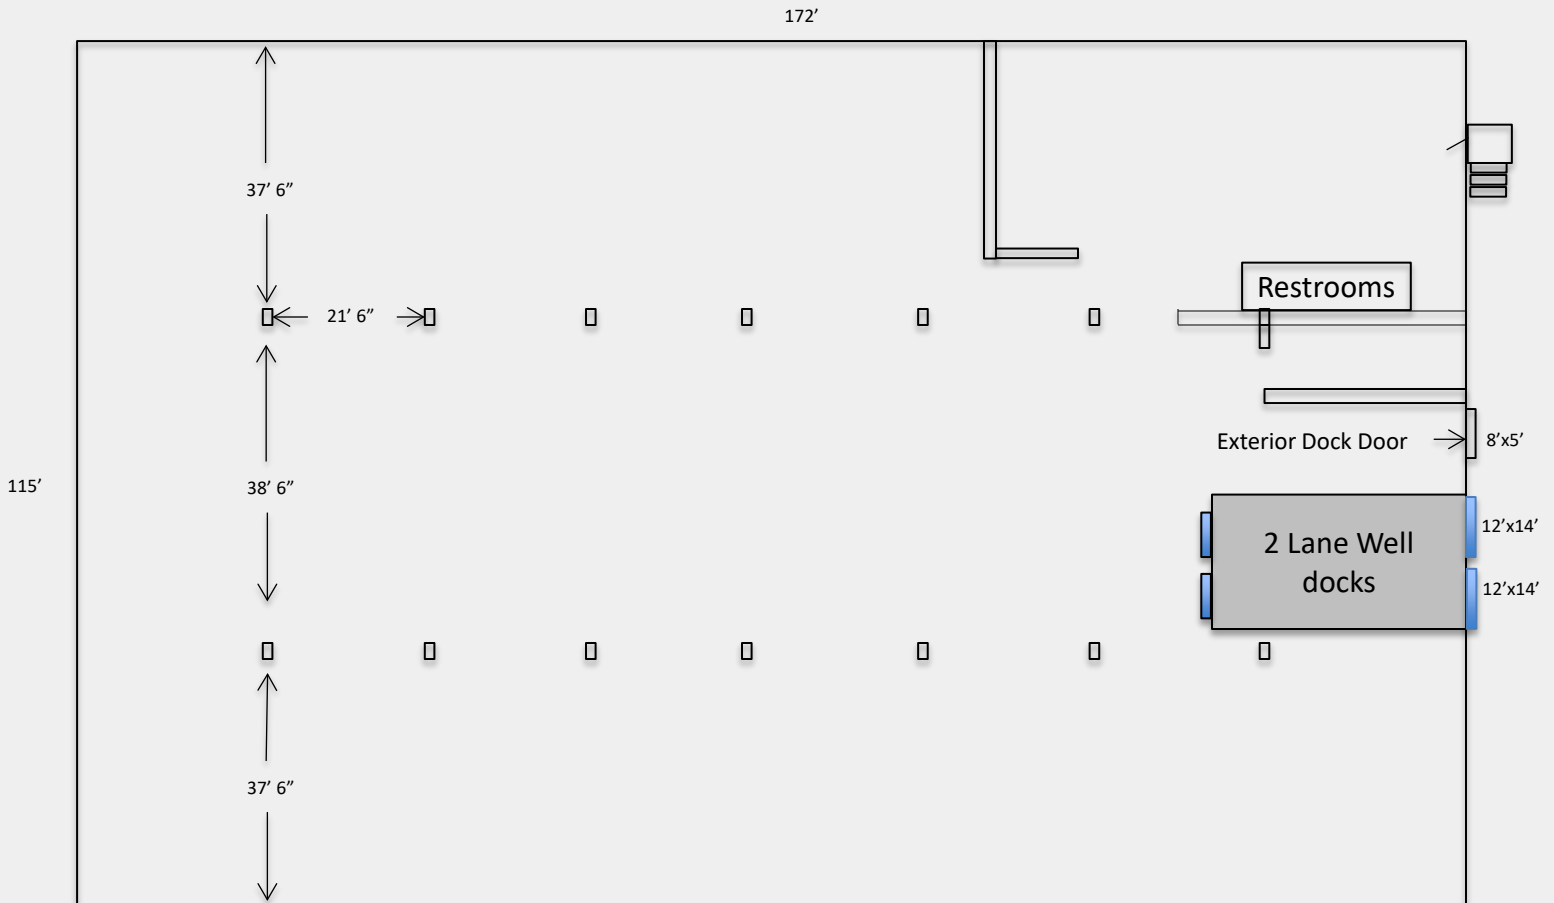 172’
37’ 6”
Restrooms
21’ 6”
Exterior Dock Door
8’x5’
115’
38’ 6”
2 Lane Well
docks
12’x14’
12’x14’
37’ 6”